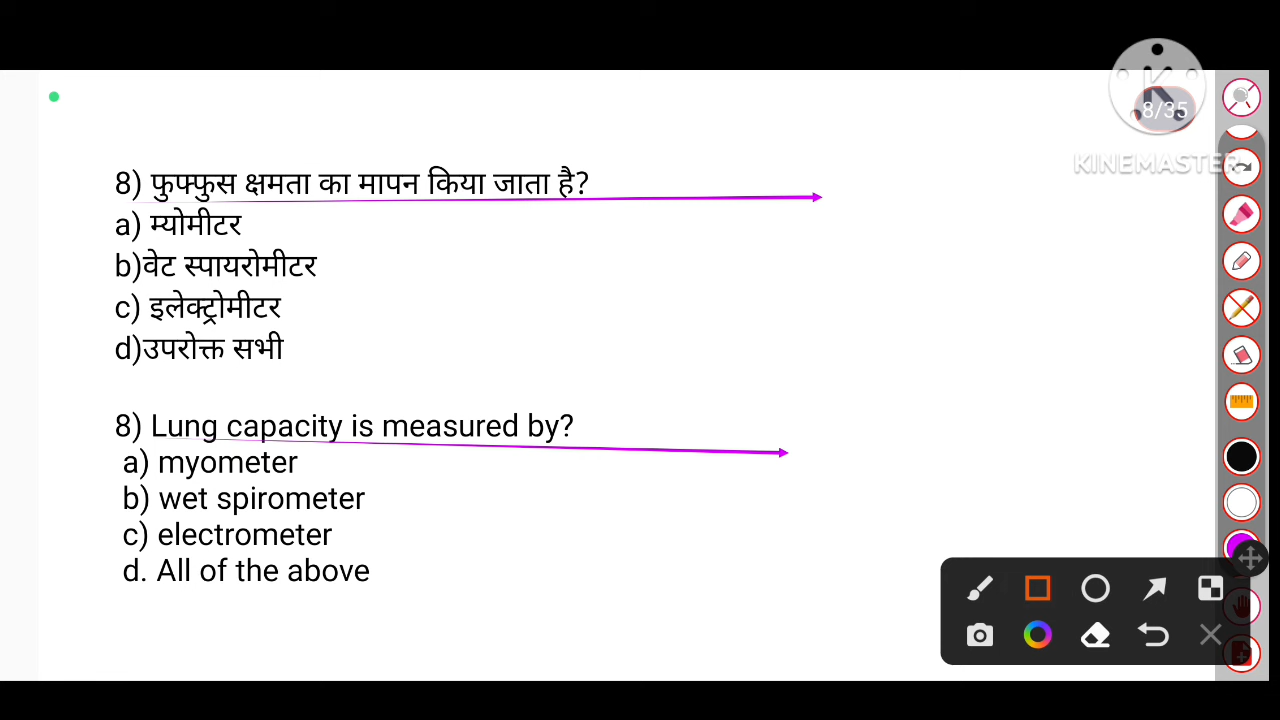 8/35
KINEMASTER
8) फुफ्फुस क्षमता का मापन किया जाता है?
a) म्योमीटर
b)वेट स्पायरोमीटर
c) इलेक्ट्रोमीटर
d)उपरोक्त सभी
8) Lung capacity is measured by?
a) myometer
b) wet spirometer
c) electrometer
d. All of the above